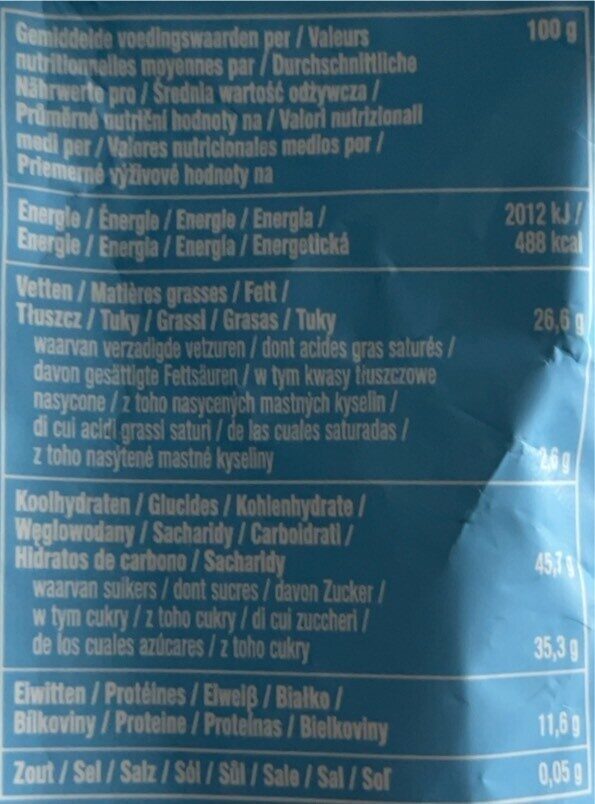 Gemiddelde voedingswaarden per / Valeurs 100 g
nutritionnelles moyennes par / Durchschnittliche
Nährwerte pro / Średnia wartość odżywcza /
Průměrné nutriční hodnoty na / Valori nutrizionali
medi per / Valores nutricionales medios por /
Priemerné výživové hodnoty na
Energie / Énergie / Energie / Energia / 2012 kJ /
Energie / Energia / Energía / Energetická 488 kcal
Vetten / Matières grasses / Fett /
Tłuszcz / Tuky / Grassi / Grasas / Tuky 26,6 g
waarvan verzadigde vetzuren / dont acides gras saturés /
davon gesättigte Fettsäuren / w tym kwasy tłuszczowe
nasycone / z toho nasycených mastných kyselin /
di cui acidi grassi saturi / de las cuales saturadas /
z toho nasýtené mastné kyseliny 2,6 g
Koolhydraten / Glucides / Kohlenhydrate /
Węglowodany / Sacharidy / Carboidrati /
Hidratos de carbono / Sacharidy 45,7 g
waarvan suikers / dont sucres / davon Zucker /
w tym cukry / z toho cukry / di cui zuccheri /
de los cuales azúcares / z toho cukry 35,3 g
Eiwitten / Protéines / Eiweiß / Białko /
Bílkoviny / Proteine / Proteínas / Bielkoviny 11,6 g
Zout / Sel / Salz / Sól / Sůl / Sale / Sal / Soľ 0,05 g